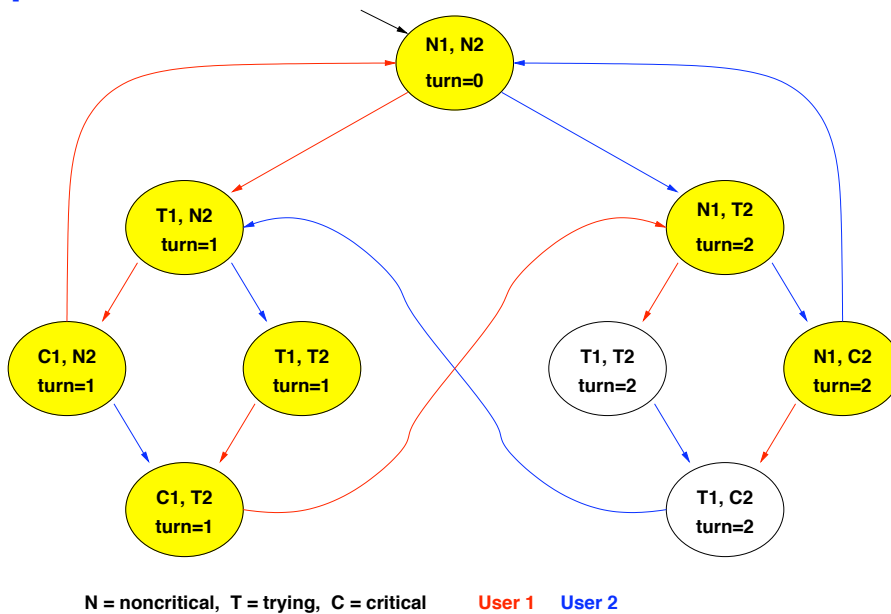 N1, N2
turn=0
T1, N2
turn=1
N1, T2
turn=2
C1, N2
turn=1
T1, T2
turn=1
T1, T2
turn=2
N1, C2
turn=2
C1, T2
turn=1
T1, C2
turn=2
N = noncritical, T = trying, C = critical User 1 User 2